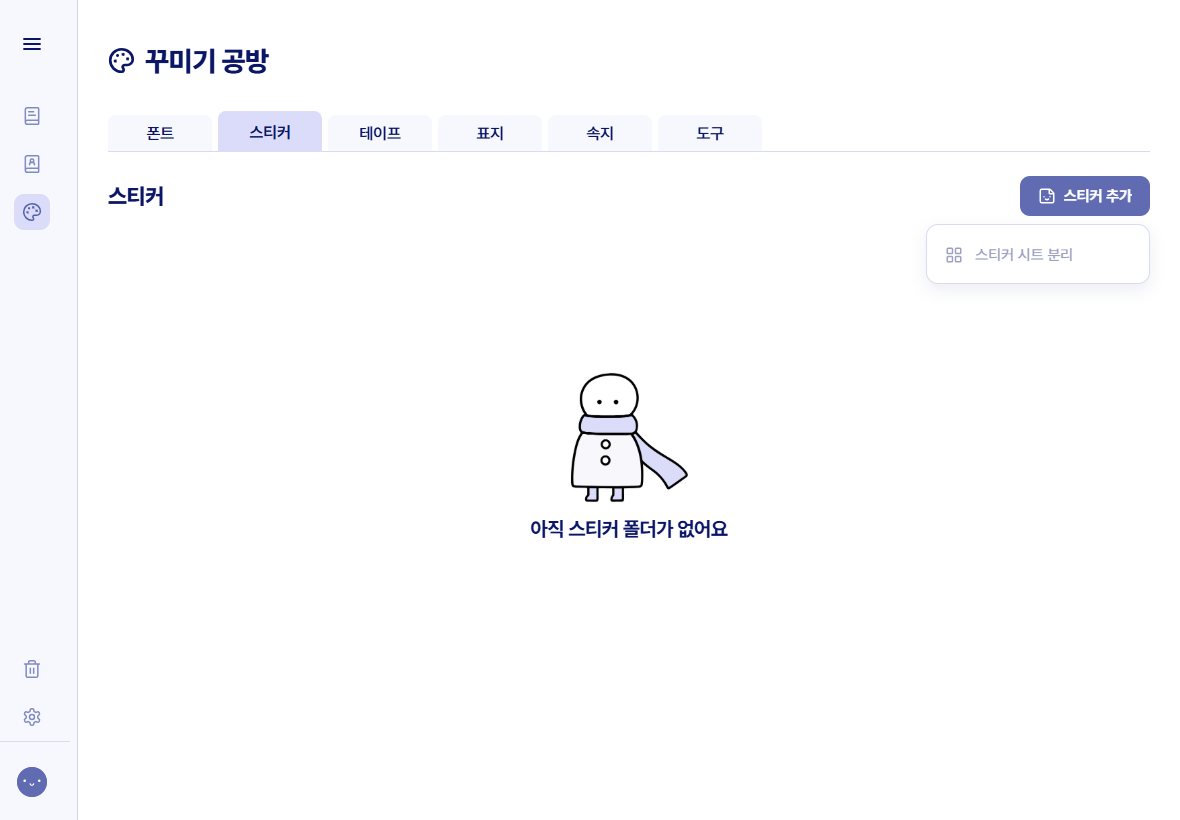 꾸미기 공방
폰트
스티커
테이프
표지
속지
도구
스티커
스티커 추가
스티커 시트 분리
아직 스티커 폴더가 없어요